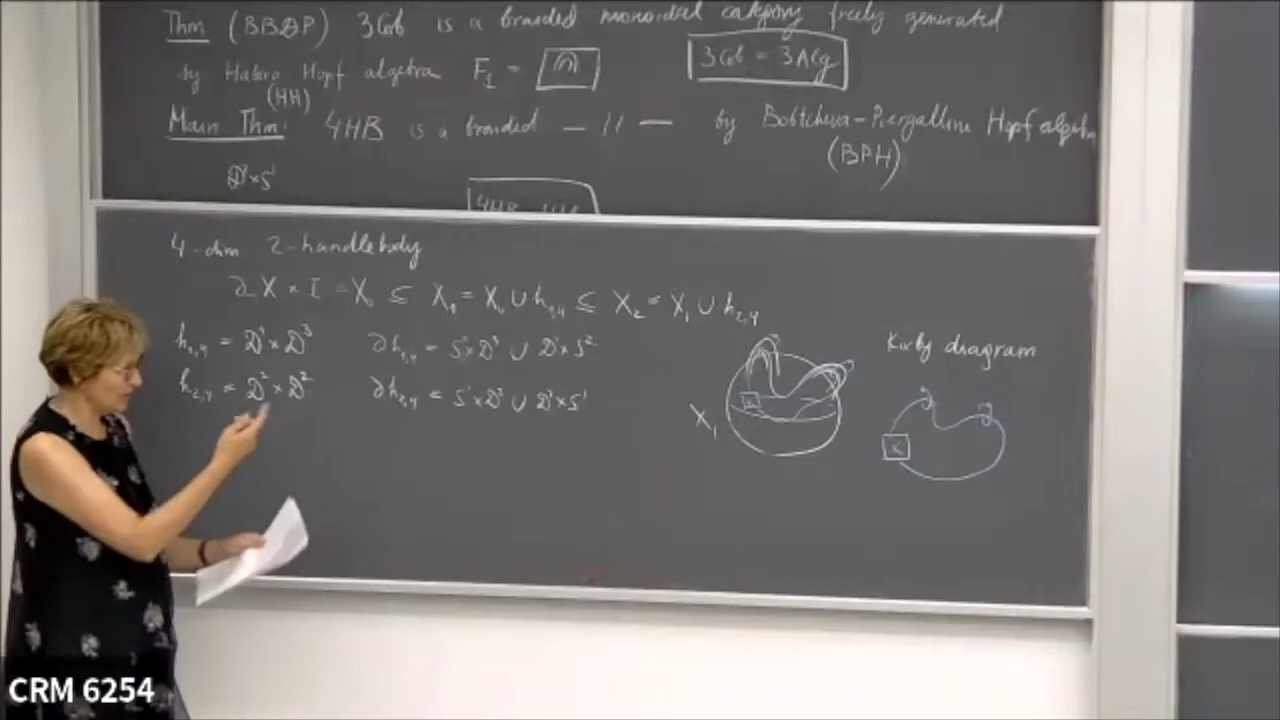 Thm (BBDP) 3Cob is a braided monoidal category freely generated
by Habiro Hopf algebra F₁ = 3Cob = 3Alg
(HH)
Main Thm: 4HB is a braided — // — by Bobtcheva-Piergallini Hopf algebra
(BPH)
D³×S¹
4HB
4-dim 2-handlebody
∂_X × I = X₀ ⊆ X₁ = X₀ ∪ h₁,₄ ⊆ X₂ = X₁ ∪ h₂,₄
h₁,₄ = D¹×D³ ∂h₁,₄ = S⁰×D³ ∪ D¹×S²
h₂,₄ = D²×D² ∂h₂,₄ = S¹×D² ∪ D²×S¹
Kirby diagram
X₁
K
K
CRM 6254